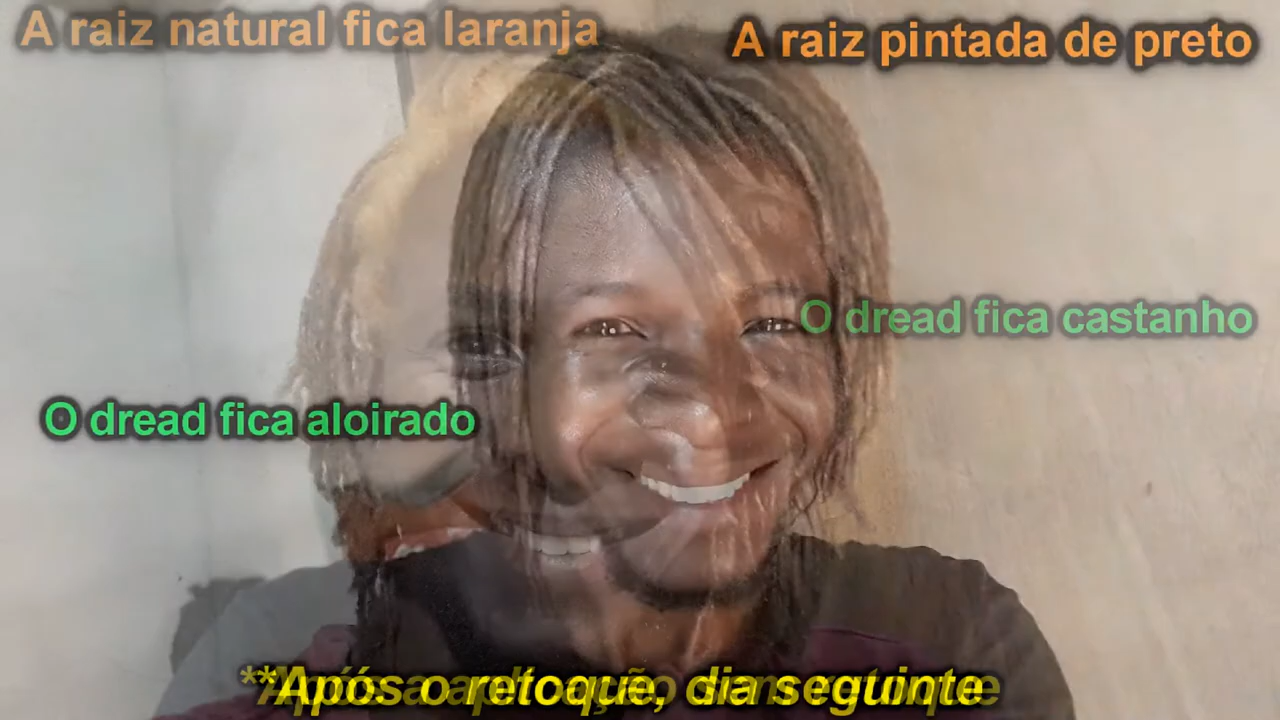 A raiz natural fica laranja
A raiz pintada de preto
O dread fica castanho
O dread fica aloirado
**Após o retoque, dia seguinte